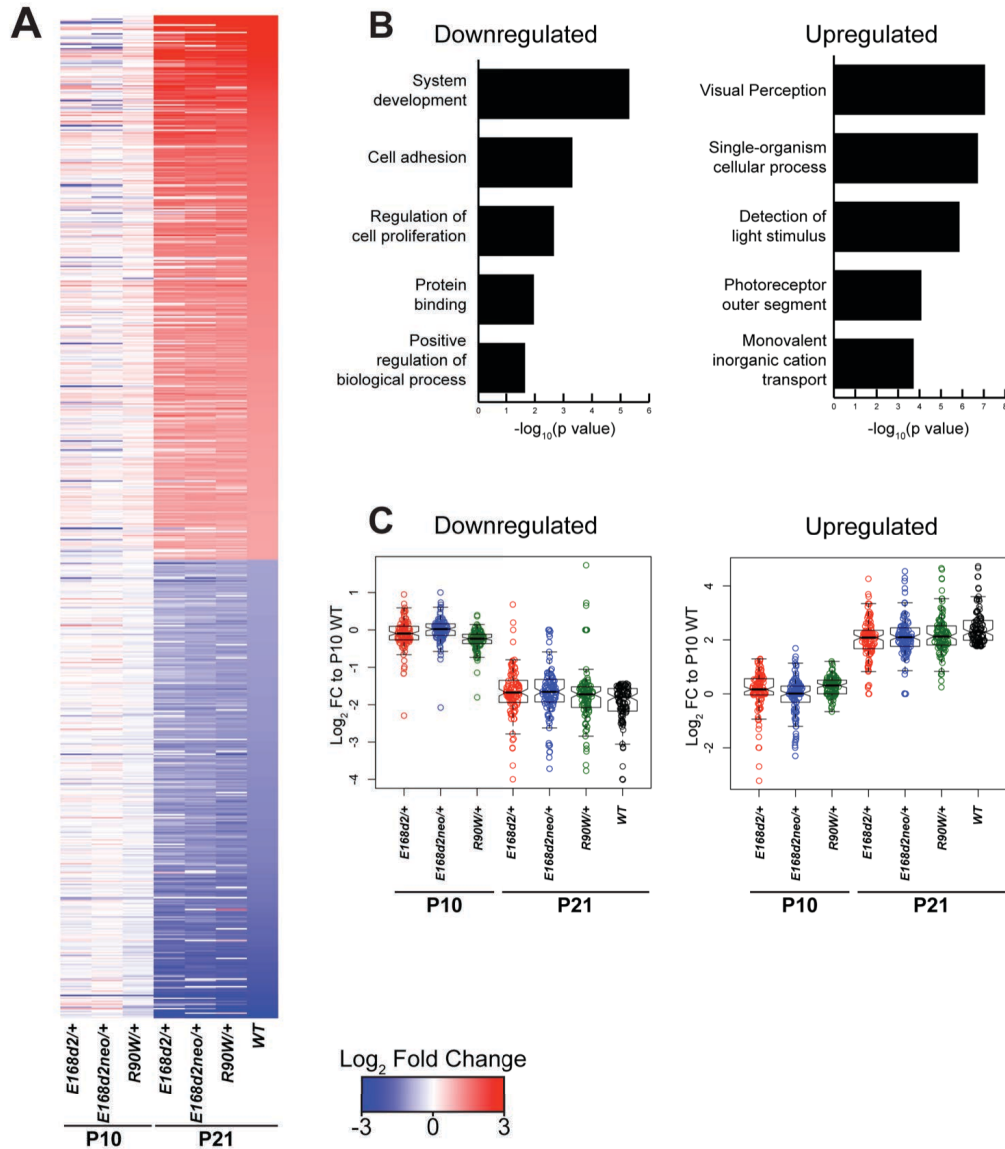 A
B
Downregulated
System
development
Cell adhesion
Regulation of
cell proliferation
Protein
binding
Positive
regulation of
biological process
0 1 2 3 4 5 6
-log10(p value)
Upregulated
Visual Perception
Single-organism
cellular process
Detection of
light stimulus
Photoreceptor
outer segment
Monovalent
inorganic cation
transport
0 1 2 3 4 5 6 7 8
-log10(p value)
C
Downregulated
Log2 FC to P10 WT
1
0
-1
-2
-3
-4
E168d2/+
E168d2neo/+
R90W/+
E168d2/+
E168d2neo/+
R90W/+
WT
P10 P21
Upregulated
Log2 FC to P10 WT
4
2
0
-2
E168d2/+
E168d2neo/+
R90W/+
E168d2/+
E168d2neo/+
R90W/+
WT
P10 P21
E168d2/+
E168d2neo/+
R90W/+
E168d2/+
E168d2neo/+
R90W/+
WT
P10 P21
Log2 Fold Change
-3 0 3